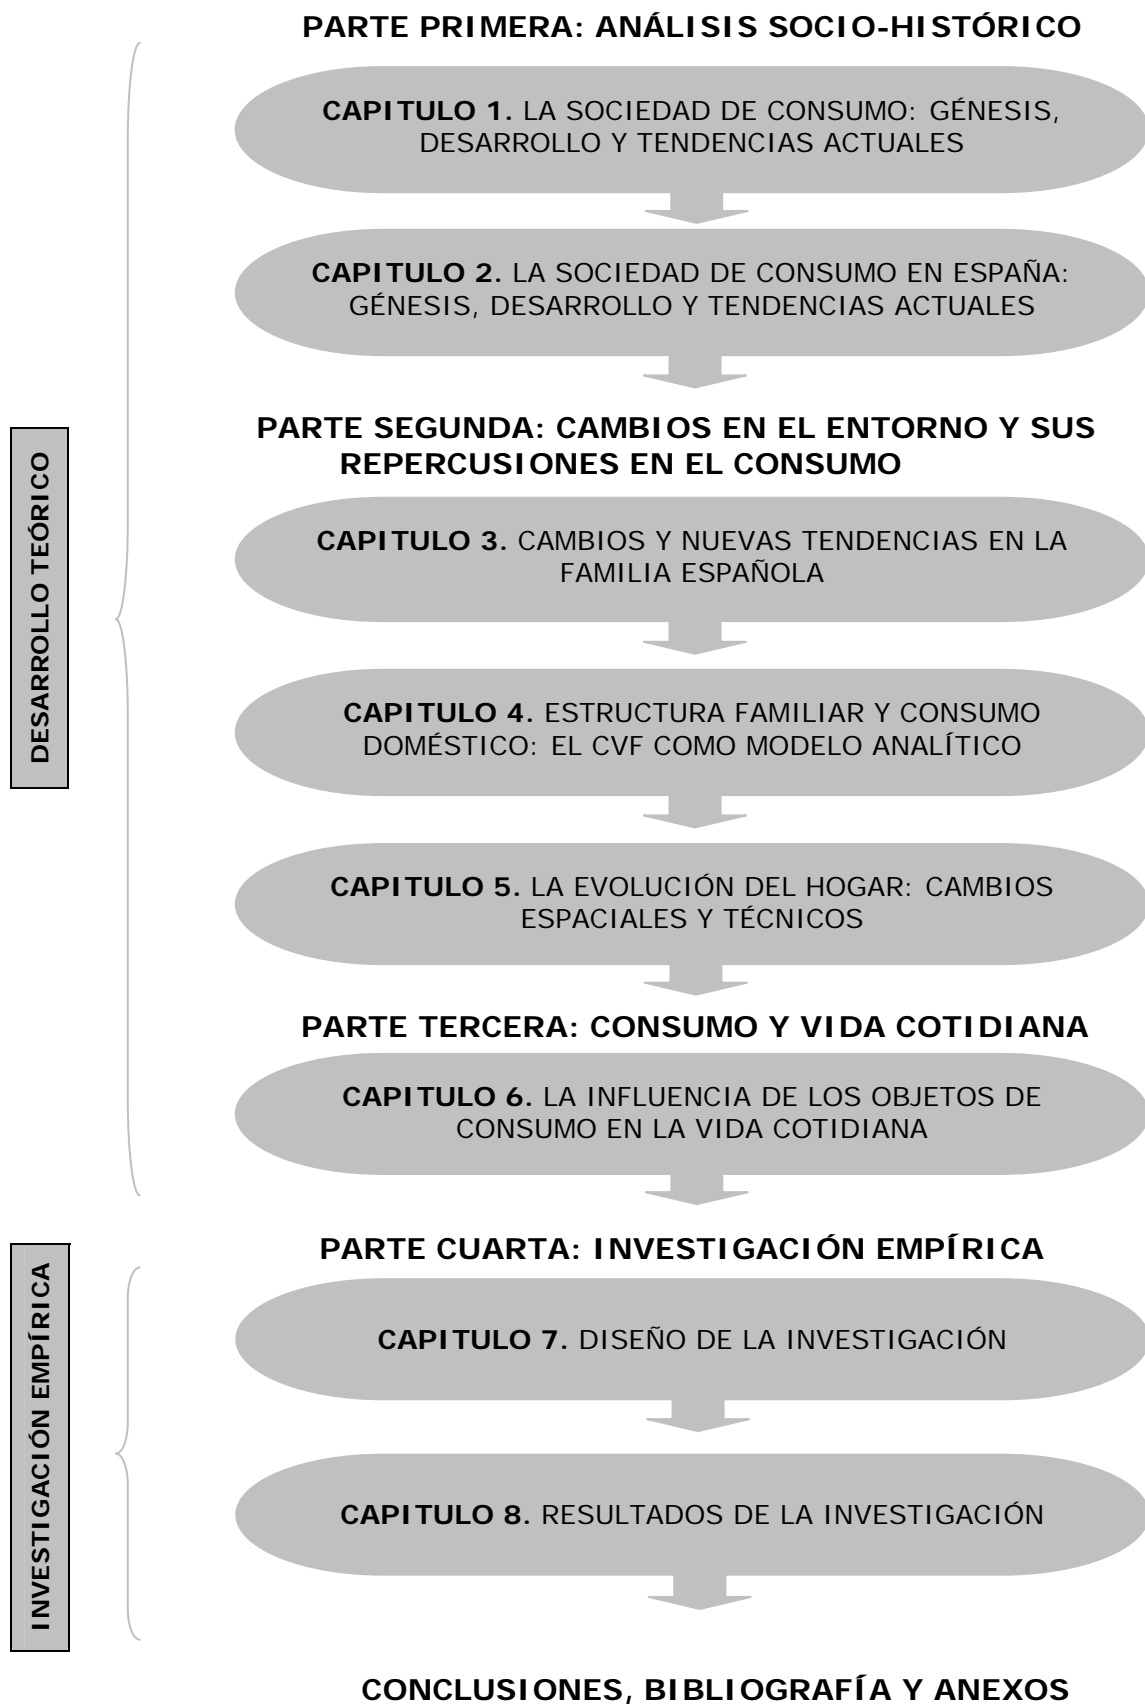 PARTE PRIMERA: ANÁLISIS SOCIO-HISTÓRICO
CAPITULO 1. LA SOCIEDAD DE CONSUMO: GÉNESIS,
DESARROLLO Y TENDENCIAS ACTUALES
CAPITULO 2. LA SOCIEDAD DE CONSUMO EN ESPAÑA:
GÉNESIS, DESARROLLO Y TENDENCIAS ACTUALES
DESARROLLO TEÓRICO
PARTE SEGUNDA: CAMBIOS EN EL ENTORNO Y SUS
REPERCUSIONES EN EL CONSUMO
CAPITULO 3. CAMBIOS Y NUEVAS TENDENCIAS EN LA
FAMILIA ESPAÑOLA
CAPITULO 4. ESTRUCTURA FAMILIAR Y CONSUMO
DOMÉSTICO: EL CVF COMO MODELO ANALÍTICO
CAPITULO 5. LA EVOLUCIÓN DEL HOGAR: CAMBIOS
ESPACIALES Y TÉCNICOS
PARTE TERCERA: CONSUMO Y VIDA COTIDIANA
CAPITULO 6. LA INFLUENCIA DE LOS OBJETOS DE
CONSUMO EN LA VIDA COTIDIANA
INVESTIGACIÓN EMPÍRICA
PARTE CUARTA: INVESTIGACIÓN EMPÍRICA
CAPITULO 7. DISEÑO DE LA INVESTIGACIÓN
CAPITULO 8. RESULTADOS DE LA INVESTIGACIÓN
CONCLUSIONES, BIBLIOGRAFÍA Y ANEXOS